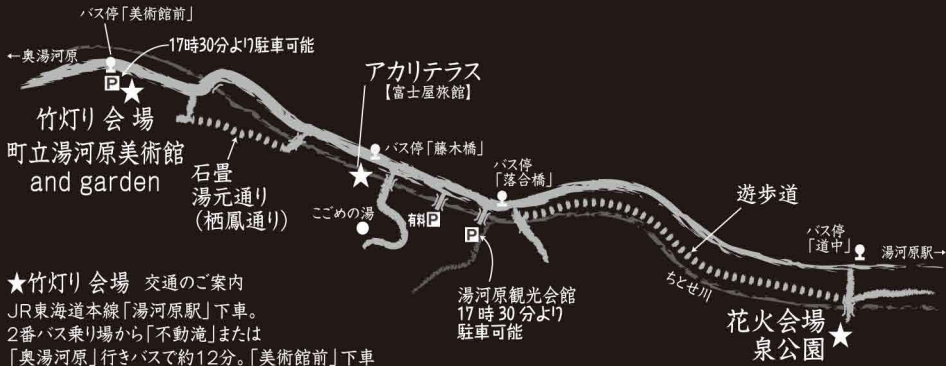 バス停「美術館前」
←奥湯河原
17時30分より駐車可能
P
竹灯り会場
町立湯河原美術館
and garden
石畳
湯元通り
(栖鳳通り)
アカリテラス
【富士屋旅館】
バス停「藤木橋」
こごめの湯
有料P
バス停
「落合橋」
P
湯河原観光会館
17時30分より
駐車可能
遊歩道
ちとせ川
バス停
「道中」
湯河原駅→
花火会場
泉公園
★竹灯り会場 交通のご案内
JR東海道本線「湯河原駅」下車。
2番バス乗り場から「不動滝」または
「奥湯河原」行きバスで約12分。「美術館前」下車